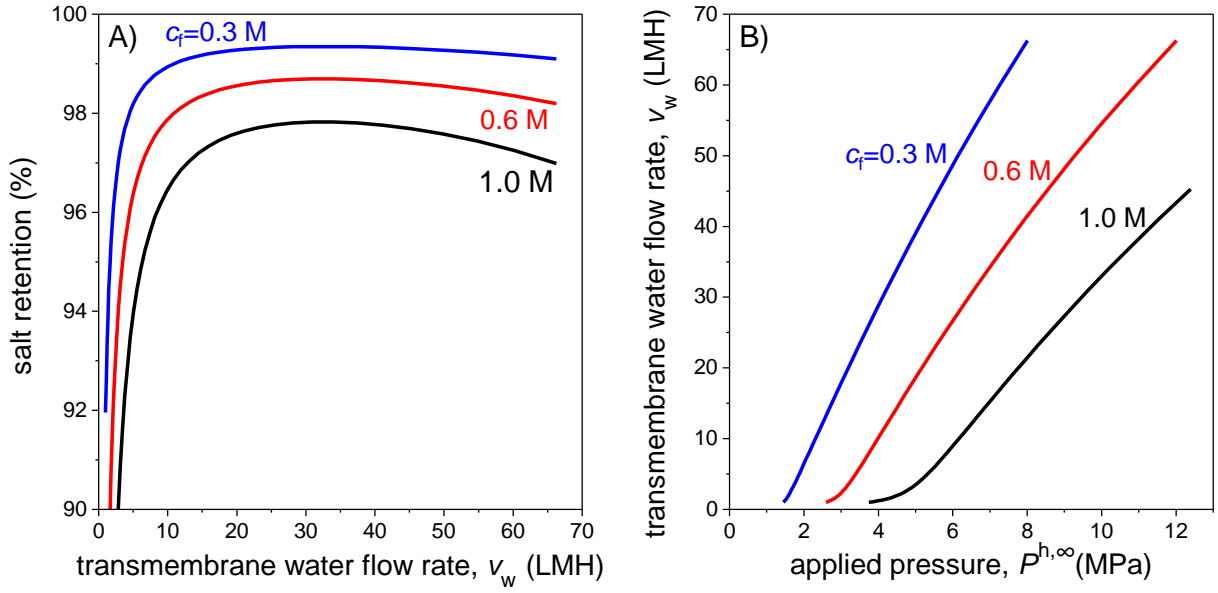 A)
c_f=0.3 M
0.6 M
1.0 M
salt retention (%)
100
98
96
94
92
90
0 10 20 30 40 50 60 70
transmembrane water flow rate, v_w (LMH)
B)
c_f=0.3 M
0.6 M
1.0 M
transmembrane water flow rate, v_w (LMH)
70
60
50
40
30
20
10
0
0 2 4 6 8 10 12
applied pressure, P^h,∞(MPa)